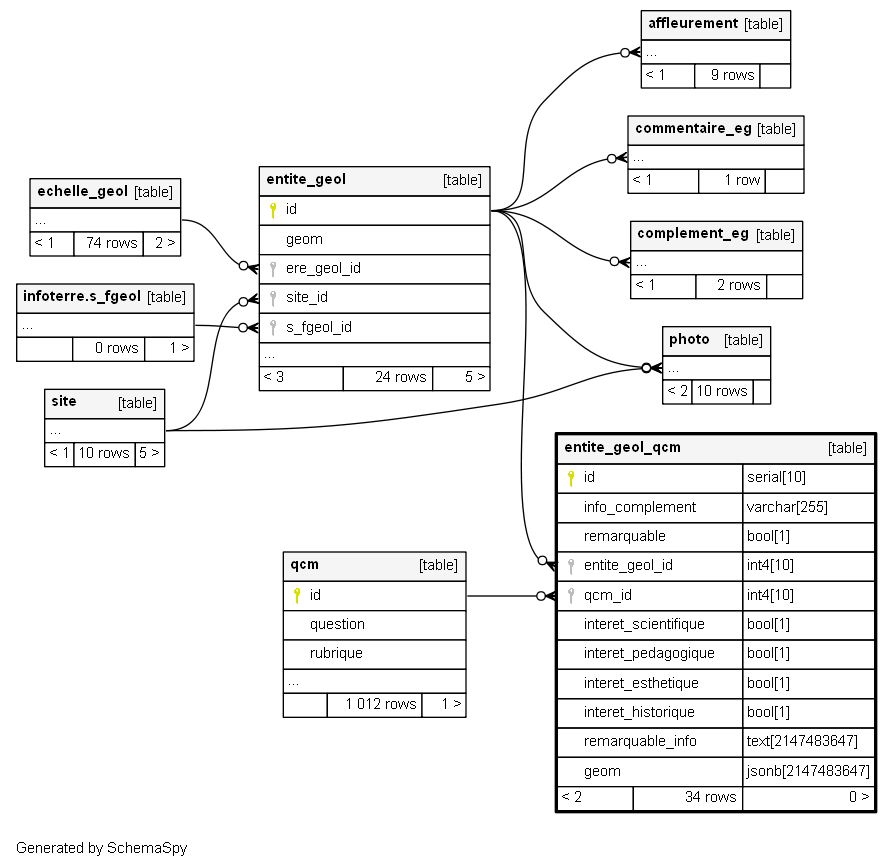 affleurement [table]
...
< 1 9 rows
commentaire_eg [table]
...
< 1 1 row
echelle_geol [table]
...
< 1 74 rows 2 >
entite_geol [table]
id
geom
ere_geol_id
site_id
s_fgeol_id
...
< 3 24 rows 5 >
complement_eg [table]
...
< 1 2 rows
infoterre.s_fgeol [table]
...
0 rows 1 >
photo [table]
...
< 2 10 rows
site [table]
...
< 1 10 rows 5 >
entite_geol_qcm [table]
id serial[10]
info_complement varchar[255]
remarquable bool[1]
entite_geol_id int4[10]
qcm_id int4[10]
interet_scientifique bool[1]
interet_pedagogique bool[1]
interet_esthetique bool[1]
interet_historique bool[1]
remarquable_info text[2147483647]
geom jsonb[2147483647]
< 2 34 rows 0 >
qcm [table]
id
question
rubrique
...
1 012 rows 1 >
Generated by SchemaSpy